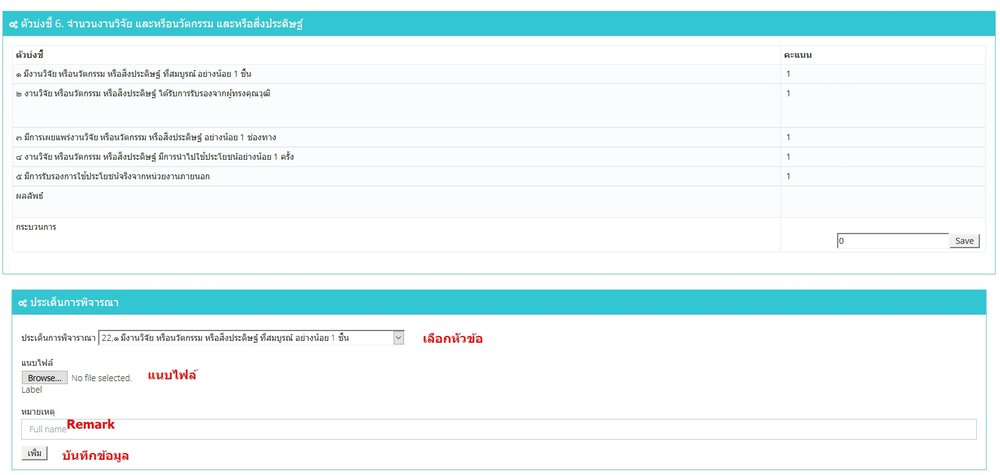 ตัวบ่งชี้ 6. จำนวนงานวิจัย และหรือนวัตกรรม และหรือสิ่งประดิษฐ์
ตัวบ่งชี้ คะแนน
๑ มีงานวิจัย หรือนวัตกรรม หรือสิ่งประดิษฐ์ ที่สมบูรณ์ อย่างน้อย 1 ชิ้น 1
๒ งานวิจัย หรือนวัตกรรม หรือสิ่งประดิษฐ์ ได้รับการรับรองจากผู้ทรงคุณวุฒิ 1
๓ มีการเผยแพร่งานวิจัย หรือนวัตกรรม หรือสิ่งประดิษฐ์ อย่างน้อย 1 ช่องทาง 1
๔ งานวิจัย หรือนวัตกรรม หรือสิ่งประดิษฐ์ มีการนำไปใช้ประโยชน์อย่างน้อย 1 ครั้ง 1
๕ มีการรับรองการใช้ประโยชน์จริงจากหน่วยงานภายนอก 1
ผลลัพธ์
กระบวนการ
0 Save
ประเด็นการพิจารณา
ประเด็นการพิจาราณา 22,๑ มีงานวิจัย หรือนวัตกรรม หรือสิ่งประดิษฐ์ ที่สมบูรณ์ อย่างน้อย 1 ชิ้น เลือกหัวข้อ
แนบไฟล์
Browse... No file selected. แนบไฟล์
Label
หมายเหตุ
Full name Remark
เพิ่ม บันทึกข้อมูล